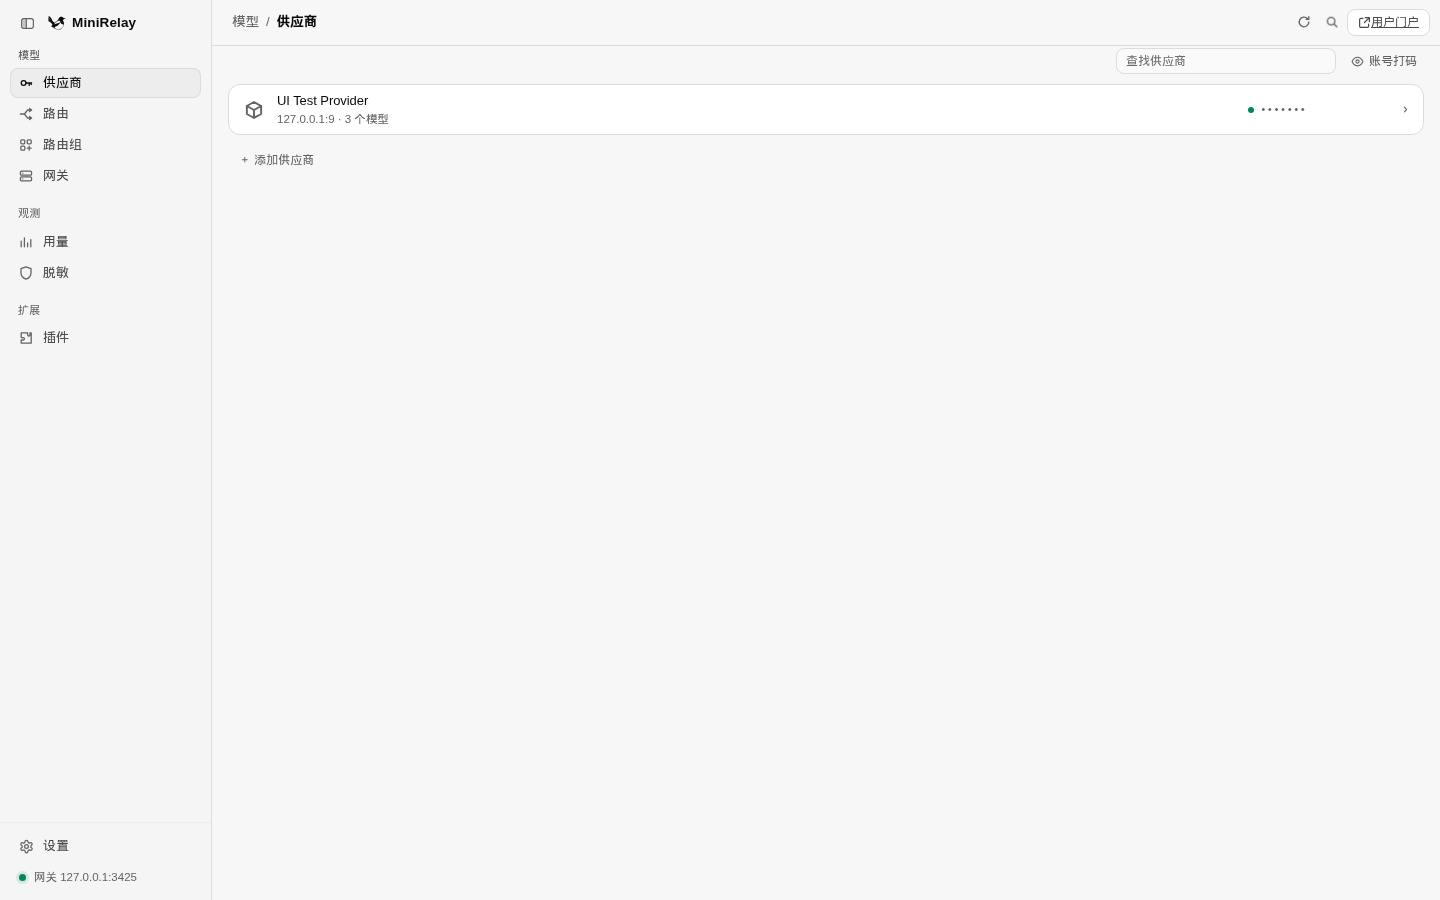 MiniRelay
模型
供应商
路由
路由组
网关
观测
用量
脱敏
扩展
插件
设置
网关 127.0.0.1:3425
模型 / 供应商
用户门户
查找供应商
账号打码
UI Test Provider
127.0.0.1:9 · 3 个模型
•••••••
+ 添加供应商